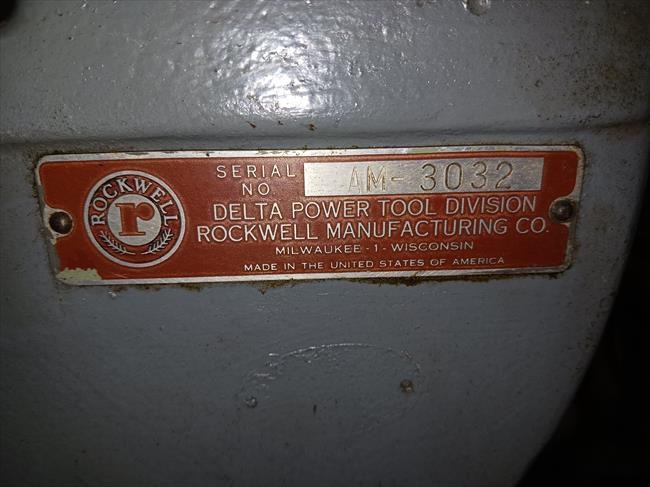 SERIAL NO. AM-3032
DELTA POWER TOOL DIVISION
ROCKWELL MANUFACTURING CO.
MILWAUKEE-1-WISCONSIN
MADE IN THE UNITED STATES OF AMERICA
ROCKWELL
r